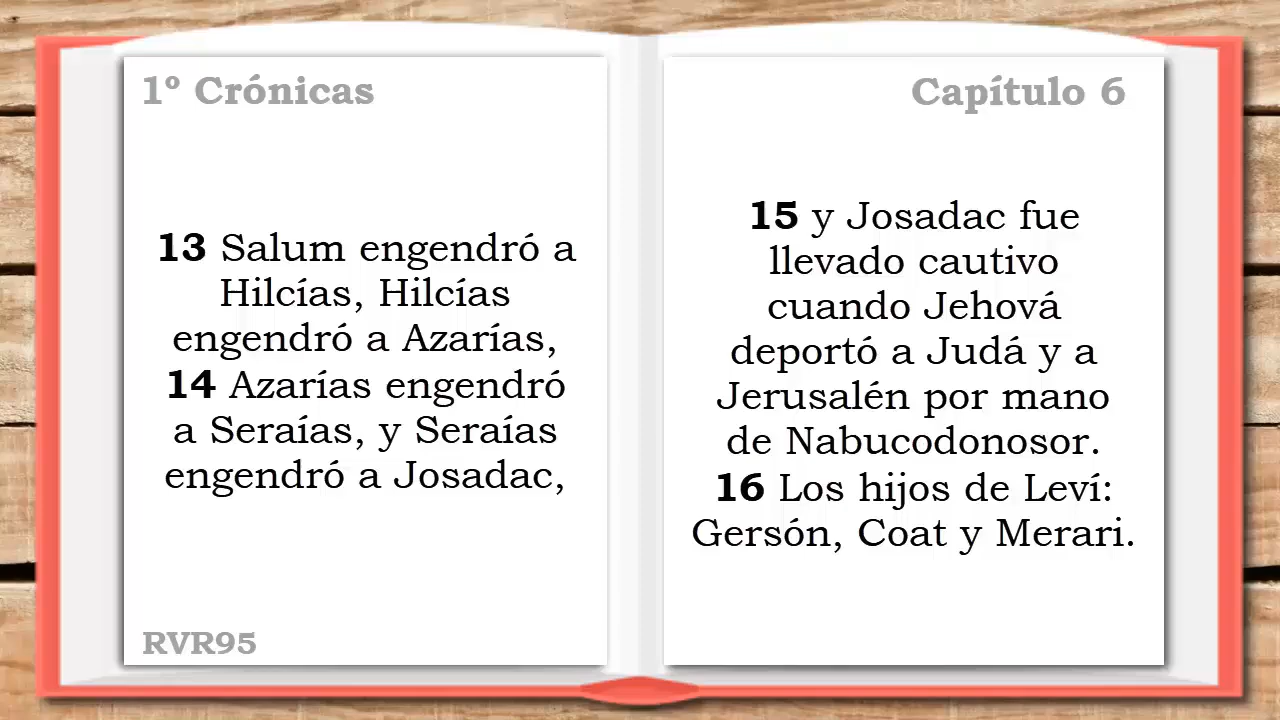 1º Crónicas
13 Salum engendró a
Hilcías, Hilcías
engendró a Azarías,
14 Azarías engendró
a Seraías, y Seraías
engendró a Josadac,
RVR95
Capítulo 6
15 y Josadac fue
llevado cautivo
cuando Jehová
deportó a Judá y a
Jerusalén por mano
de Nabucodonosor.
16 Los hijos de Leví:
Gersón, Coat y Merari.